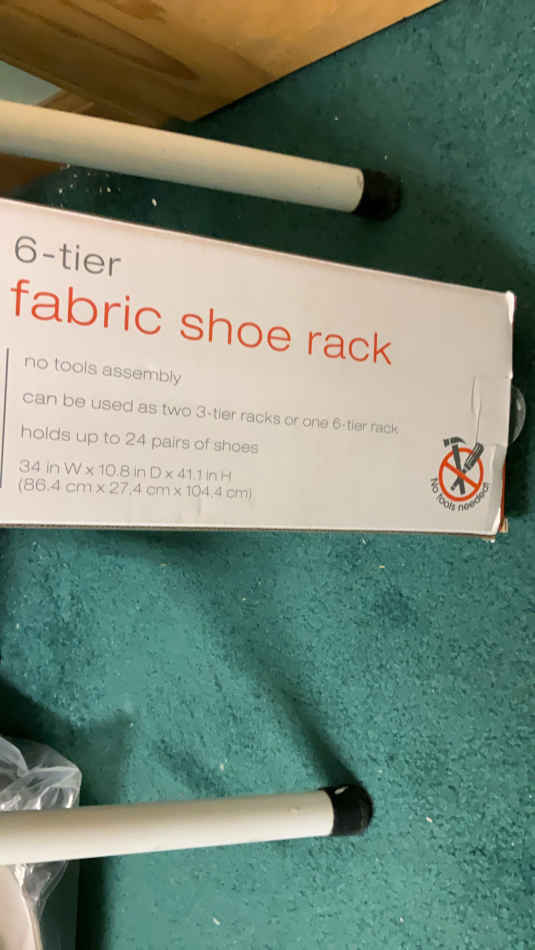 6-tier
fabric shoe rack
no tools assembly
can be used as two 3-tier racks or one 6-tier rack
holds up to 24 pairs of shoes
34 in W x 10.8 in D x 41.1 in H
(86.4 cm x 27.4 cm x 104.4 cm)
No tools needed!